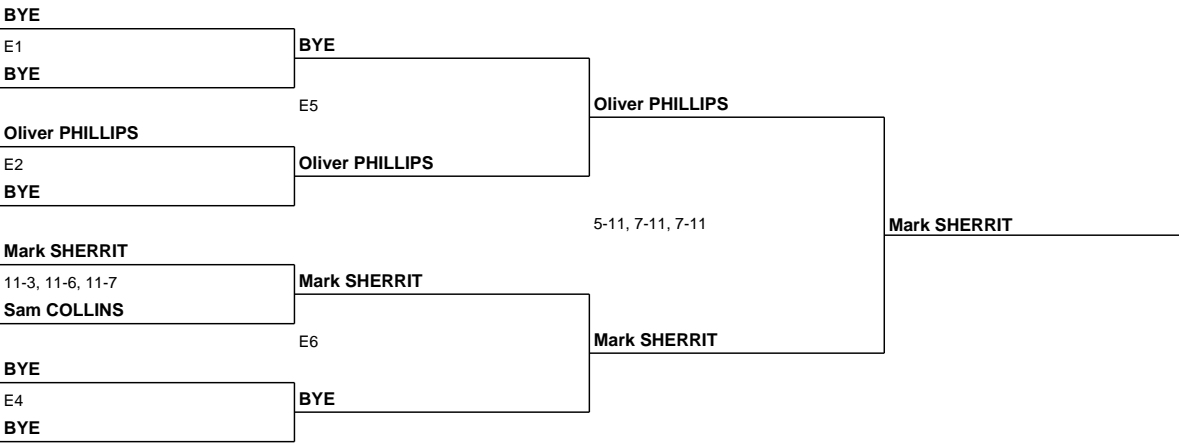 BYE
E1
BYE
BYE
E5
Oliver PHILLIPS
Oliver PHILLIPS
E2
Oliver PHILLIPS
BYE
5-11, 7-11, 7-11
Mark SHERRIT
Mark SHERRIT
11-3, 11-6, 11-7
Mark SHERRIT
Sam COLLINS
E6
Mark SHERRIT
BYE
E4
BYE
BYE